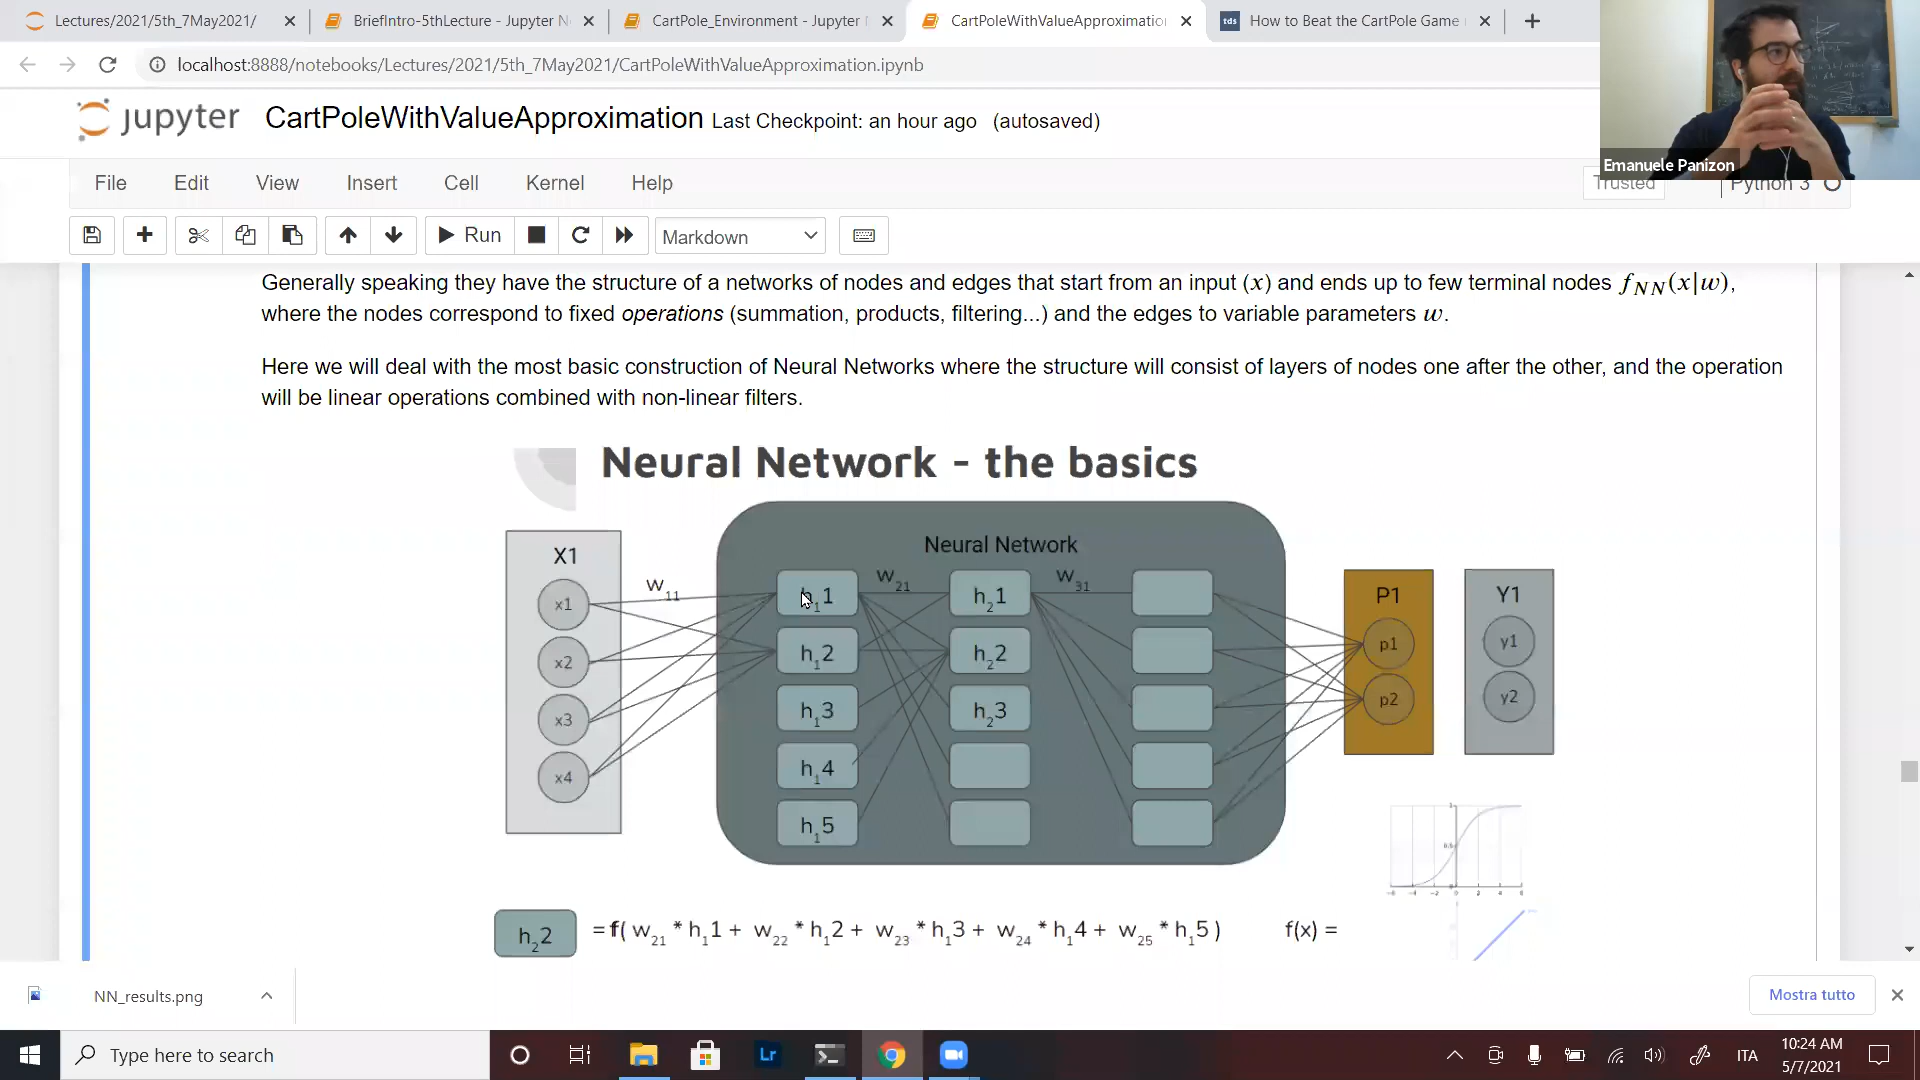 Lectures/2021/5th_7May2021/
BriefIntro-5thLecture - Jupyter N
CartPole_Environment - Jupyter
CartPoleWithValueApproximatio
tds How to Beat the CartPole Game
localhost:8888/notebooks/Lectures/2021/5th_7May2021/CartPoleWithValueApproximation.ipynb
jupyter CartPoleWithValueApproximation Last Checkpoint: an hour ago (autosaved)
Emanuele Panizon
File Edit View Insert Cell Kernel Help Trusted Python 3
Run Markdown
Generally speaking they have the structure of a networks of nodes and edges that start from an input (x) and ends up to few terminal nodes f_NN(x|w),
where the nodes correspond to fixed operations (summation, products, filtering...) and the edges to variable parameters w.
Here we will deal with the most basic construction of Neural Networks where the structure will consist of layers of nodes one after the other, and the operation
will be linear operations combined with non-linear filters.
Neural Network - the basics
Neural Network
X1
x1
x2
x3
x4
w11
h₁1
h₁2
h₁3
h₁4
h₁5
w21
h₂1
h₂2
h₂3
w31
P1
p1
p2
Y1
y1
y2
h₂2 = f( w21 * h₁1 + w22 * h₁2 + w23 * h₁3 + w24 * h₁4 + w25 * h₁5 ) f(x) =
NN_results.png
Mostra tutto
Type here to search
Lr
ITA
10:24 AM
5/7/2021